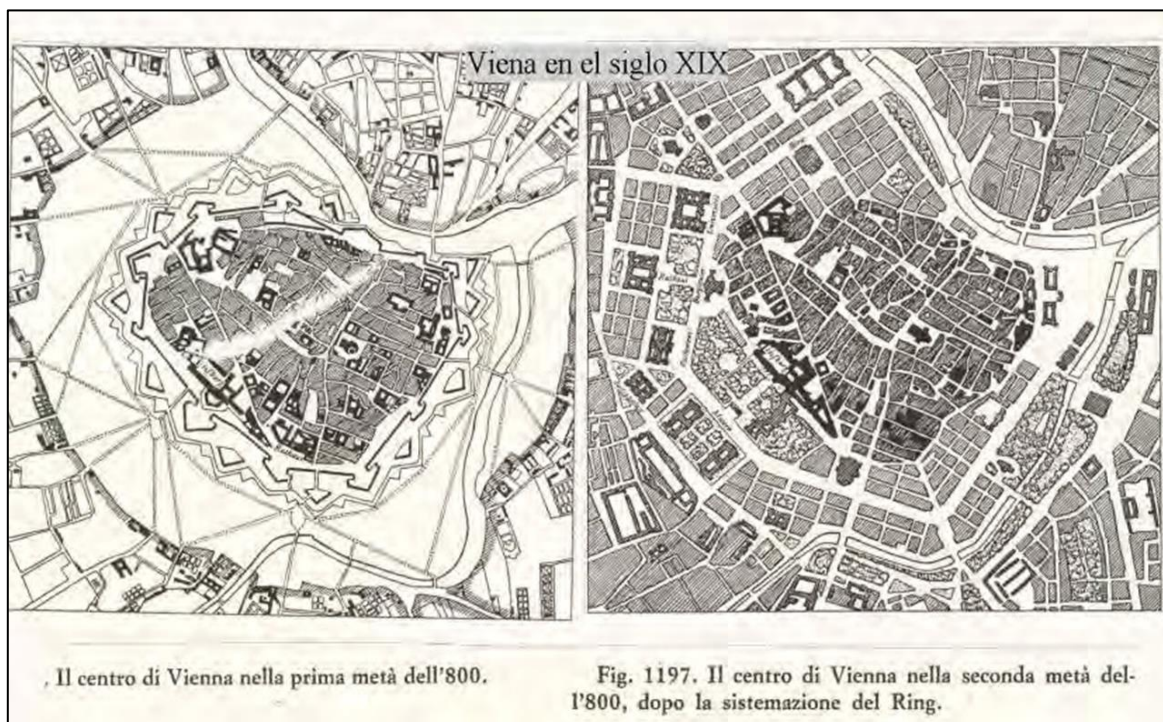 Viena en el siglo XIX
. Il centro di Vienna nella prima metà dell'800.
Fig. 1197. Il centro di Vienna nella seconda metà del-
l'800, dopo la sistemazione del Ring.